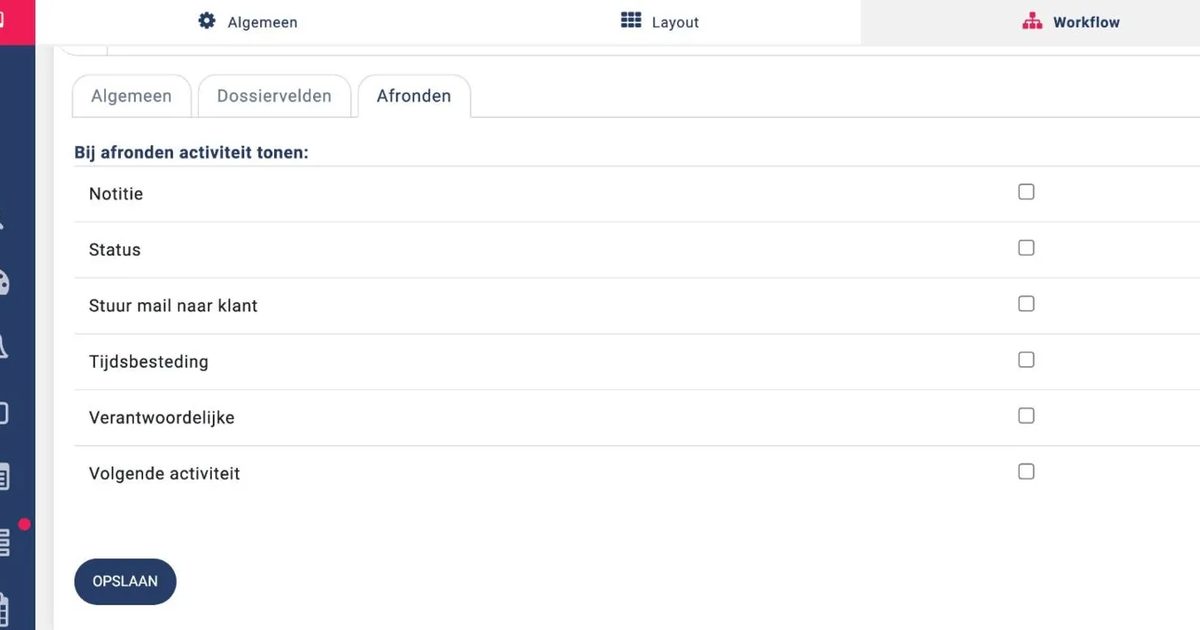 Algemeen
Layout
Workflow
Algemeen
Dossiervelden
Afronden
Bij afronden activiteit tonen:
Notitie
Status
Stuur mail naar klant
Tijdsbesteding
Verantwoordelijke
Volgende activiteit
OPSLAAN